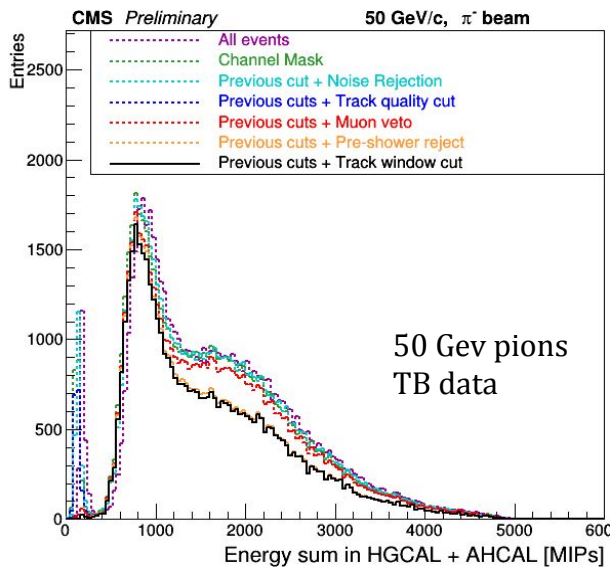 CMS Preliminary 50 GeV/c, π⁻ beam
Entries
All events
Channel Mask
Previous cut + Noise Rejection
Previous cuts + Track quality cut
Previous cuts + Muon veto
Previous cuts + Pre-shower reject
Previous cuts + Track window cut
2500
2000
1500
1000
500
0
50 Gev pions
TB data
0 1000 2000 3000 4000 5000 600
Energy sum in HGCAL + AHCAL [MIPs]